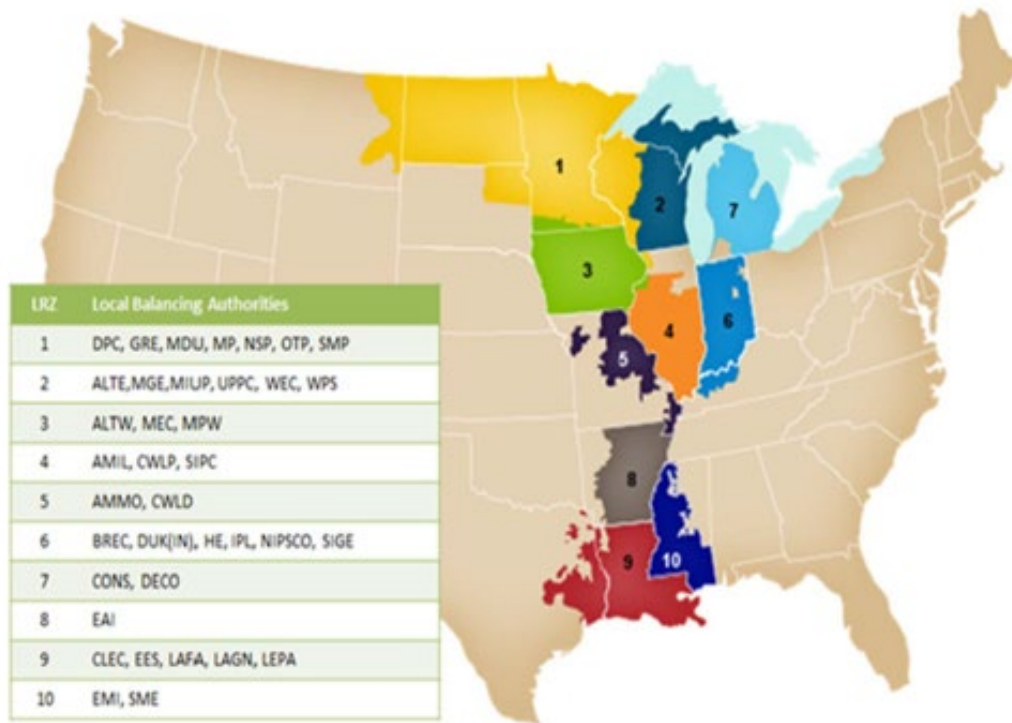 1
2
7
3
4
6
5
8
9
10
LRZ Local Balancing Authorities
1 DPC, GRE, MDU, MP, NSP, OTP, SMP
2 ALTE,MGE,MIUP, UPPC, WEC, WPS
3 ALTW, MEC, MPW
4 AMIL, CWLP, SIPC
5 AMMO, CWLD
6 BREC, DUK(IN), HE, IPL, NIPSCO, SIGE
7 CONS, DECO
8 EAI
9 CLEC, EES, LAFA, LAGN, LEPA
10 EMI, SME